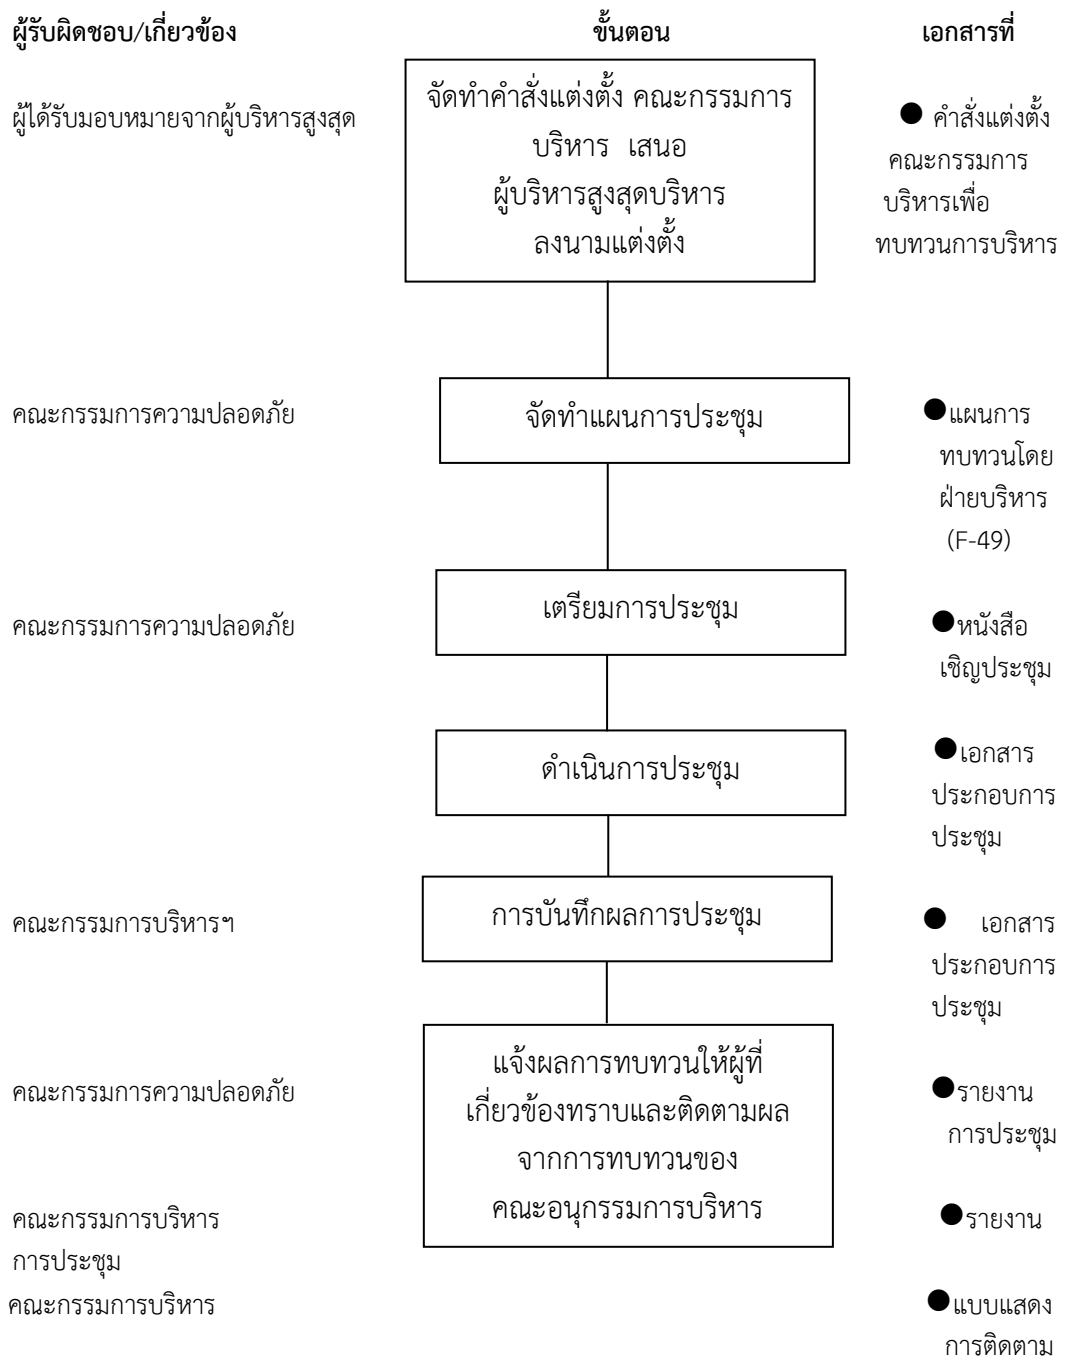 ผู้รับผิดชอบ/เกี่ยวข้อง ขั้นตอน เอกสารที่
ผู้ได้รับมอบหมายจากผู้บริหารสูงสุด
จัดทำคำสั่งแต่งตั้ง คณะกรรมการ
บริหาร เสนอ
ผู้บริหารสูงสุดบริหาร
ลงนามแต่งตั้ง
● คำสั่งแต่งตั้ง
คณะกรรมการ
บริหารเพื่อ
ทบทวนการบริหาร
คณะกรรมการความปลอดภัย
จัดทำแผนการประชุม
●แผนการ
ทบทวนโดย
ฝ่ายบริหาร
(F-49)
คณะกรรมการความปลอดภัย
เตรียมการประชุม
●หนังสือ
เชิญประชุม
ดำเนินการประชุม
●เอกสาร
ประกอบการ
ประชุม
คณะกรรมการบริหารฯ
การบันทึกผลการประชุม
● เอกสาร
ประกอบการ
ประชุม
คณะกรรมการความปลอดภัย
แจ้งผลการทบทวนให้ผู้ที่
เกี่ยวข้องทราบและติดตามผล
จากการทบทวนของ
คณะอนุกรรมการบริหาร
●รายงาน
การประชุม
คณะกรรมการบริหาร
●รายงาน
การประชุม
คณะกรรมการบริหาร
●แบบแสดง
การติดตาม